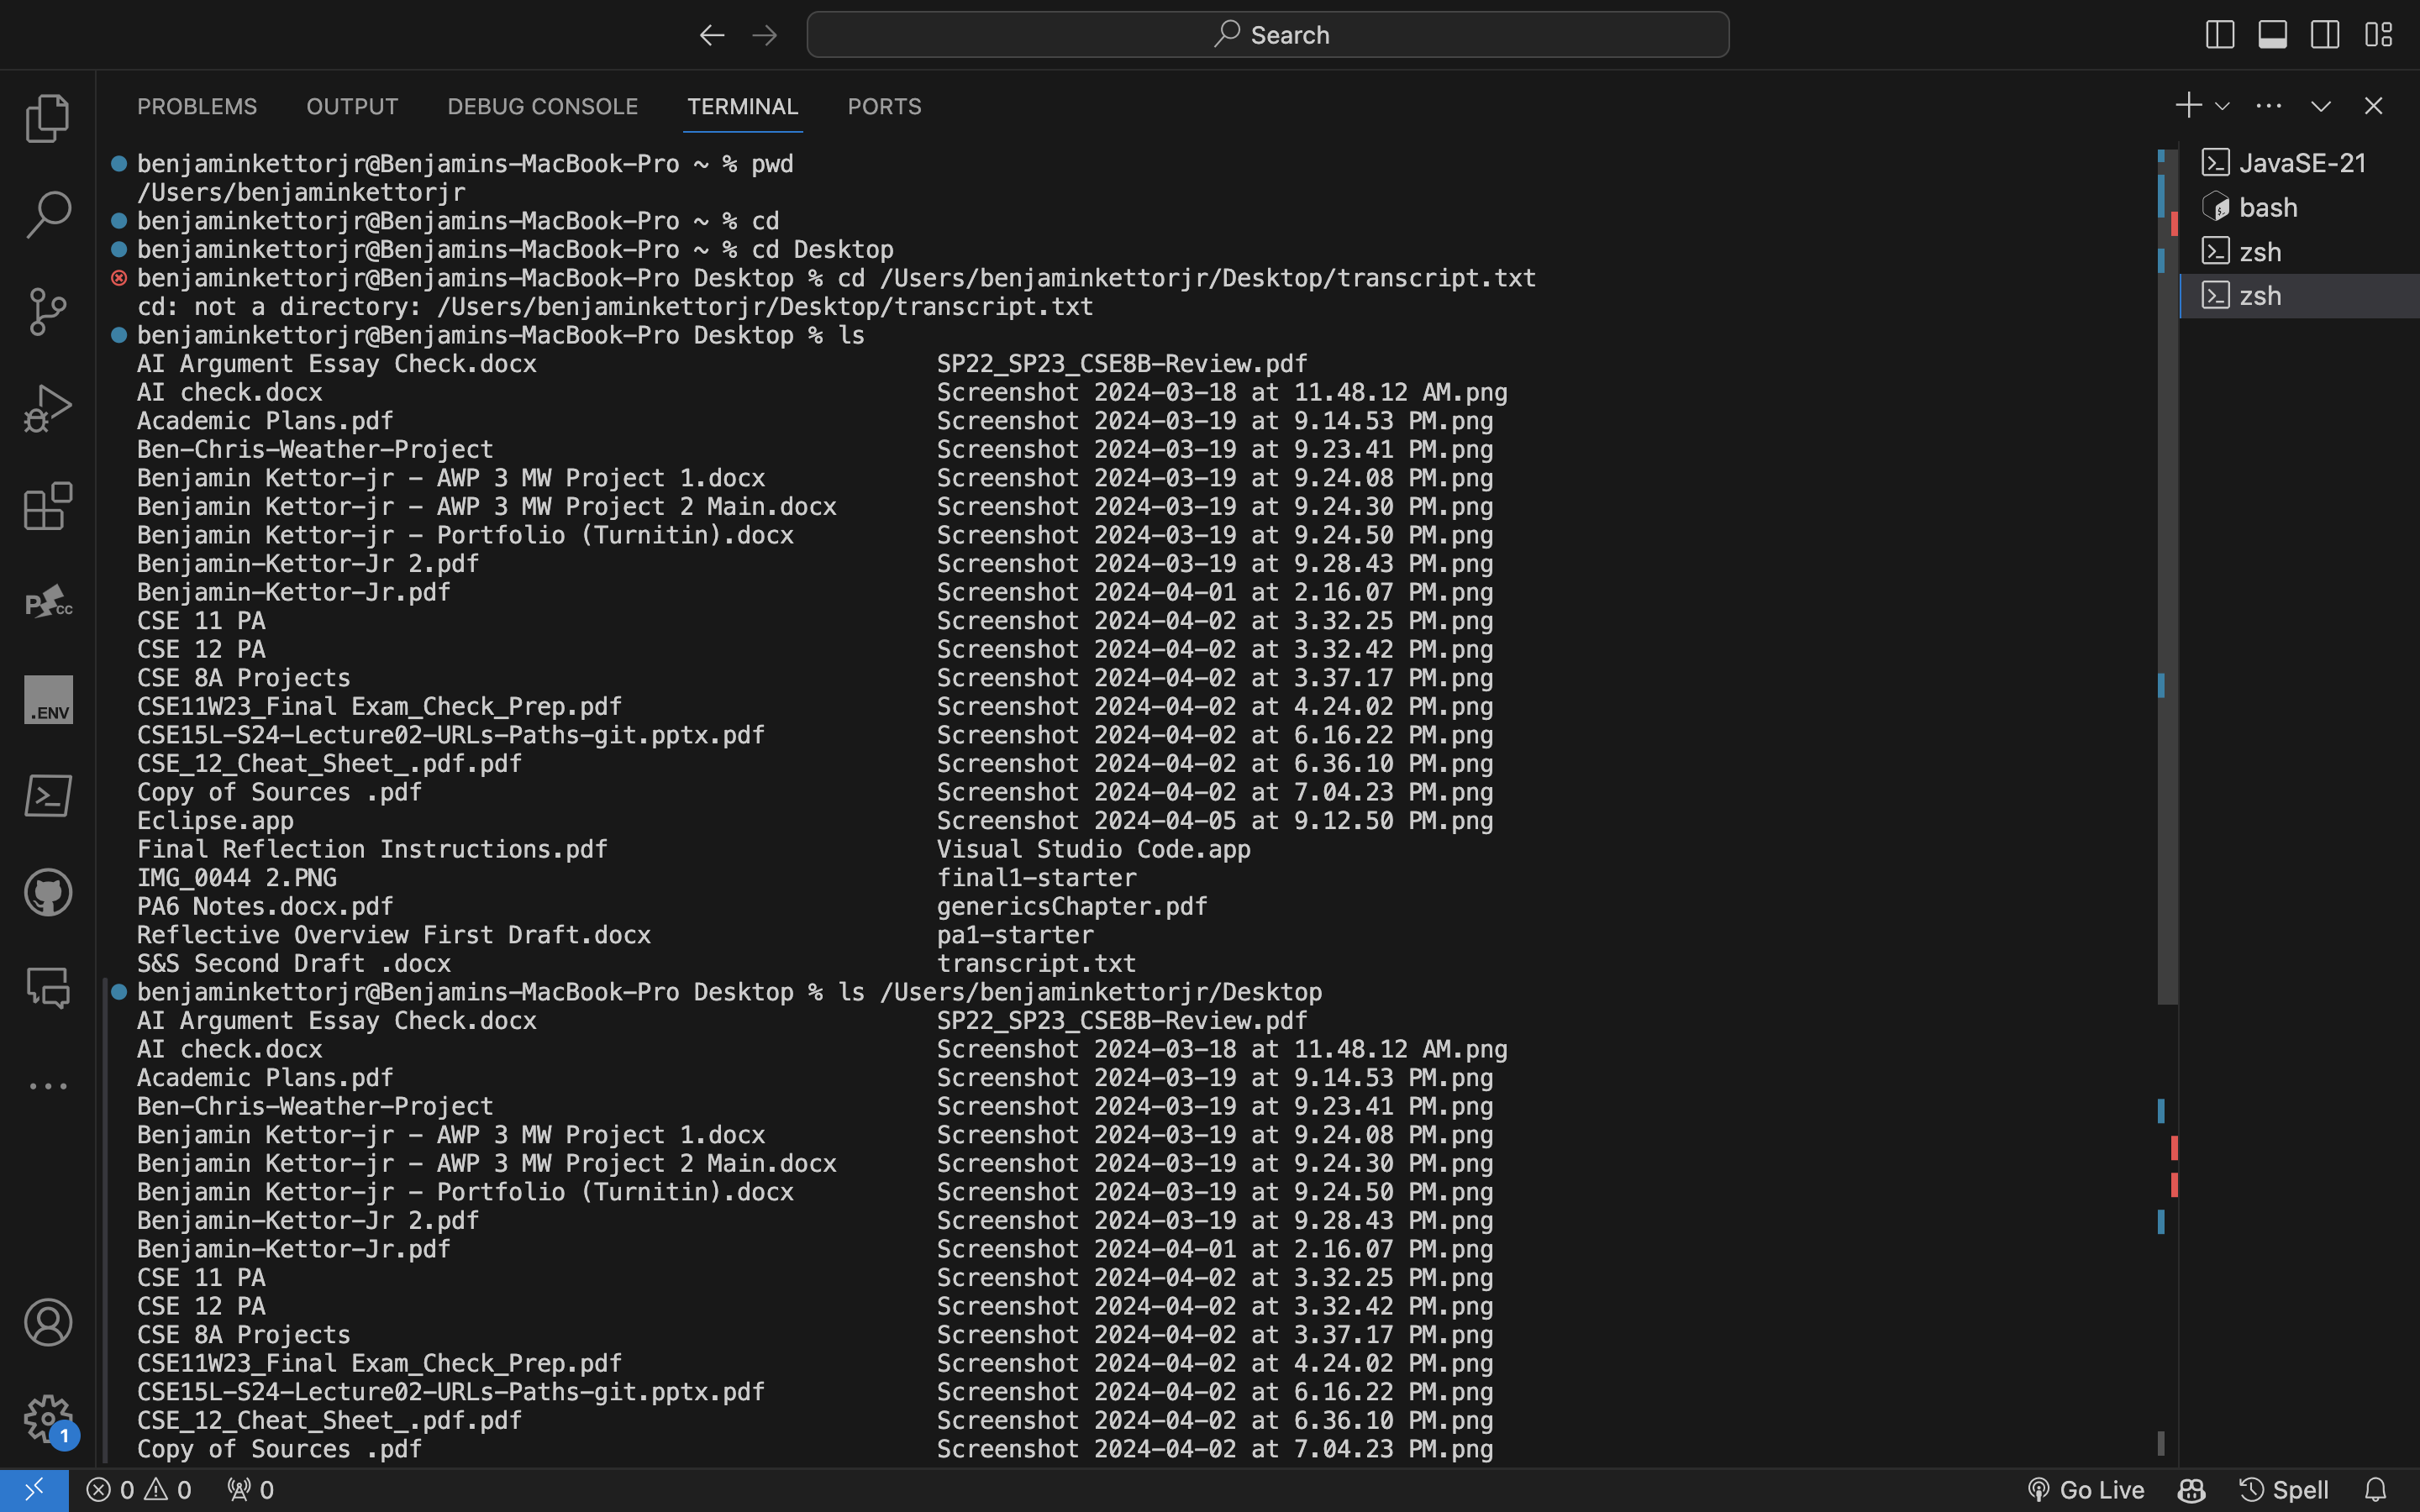 Search
PROBLEMS OUTPUT DEBUG CONSOLE TERMINAL PORTS
benjaminkettorjr@Benjamins-MacBook-Pro ~ % pwd
/Users/benjaminkettorjr
benjaminkettorjr@Benjamins-MacBook-Pro ~ % cd
benjaminkettorjr@Benjamins-MacBook-Pro ~ % cd Desktop
benjaminkettorjr@Benjamins-MacBook-Pro Desktop % cd /Users/benjaminkettorjr/Desktop/transcript.txt
cd: not a directory: /Users/benjaminkettorjr/Desktop/transcript.txt
benjaminkettorjr@Benjamins-MacBook-Pro Desktop % ls
AI Argument Essay Check.docx SP22_SP23_CSE8B-Review.pdf
AI check.docx Screenshot 2024-03-18 at 11.48.12 AM.png
Academic Plans.pdf Screenshot 2024-03-19 at 9.14.53 PM.png
Ben-Chris-Weather-Project Screenshot 2024-03-19 at 9.23.41 PM.png
Benjamin Kettor-jr - AWP 3 MW Project 1.docx Screenshot 2024-03-19 at 9.24.08 PM.png
Benjamin Kettor-jr - AWP 3 MW Project 2 Main.docx Screenshot 2024-03-19 at 9.24.30 PM.png
Benjamin Kettor-jr - Portfolio (Turnitin).docx Screenshot 2024-03-19 at 9.24.50 PM.png
Benjamin-Kettor-Jr 2.pdf Screenshot 2024-03-19 at 9.28.43 PM.png
Benjamin-Kettor-Jr.pdf Screenshot 2024-04-01 at 2.16.07 PM.png
CSE 11 PA Screenshot 2024-04-02 at 3.32.25 PM.png
CSE 12 PA Screenshot 2024-04-02 at 3.32.42 PM.png
CSE 8A Projects Screenshot 2024-04-02 at 3.37.17 PM.png
CSE11W23_Final Exam_Check_Prep.pdf Screenshot 2024-04-02 at 4.24.02 PM.png
CSE15L-S24-Lecture02-URLs-Paths-git.pptx.pdf Screenshot 2024-04-02 at 6.16.22 PM.png
CSE_12_Cheat_Sheet_.pdf.pdf Screenshot 2024-04-02 at 6.36.10 PM.png
Copy of Sources .pdf Screenshot 2024-04-02 at 7.04.23 PM.png
Eclipse.app Screenshot 2024-04-05 at 9.12.50 PM.png
Final Reflection Instructions.pdf Visual Studio Code.app
IMG_0044 2.PNG final1-starter
PA6 Notes.docx.pdf genericsChapter.pdf
Reflective Overview First Draft.docx pa1-starter
S&S Second Draft .docx transcript.txt
benjaminkettorjr@Benjamins-MacBook-Pro Desktop % ls /Users/benjaminkettorjr/Desktop
AI Argument Essay Check.docx SP22_SP23_CSE8B-Review.pdf
AI check.docx Screenshot 2024-03-18 at 11.48.12 AM.png
Academic Plans.pdf Screenshot 2024-03-19 at 9.14.53 PM.png
Ben-Chris-Weather-Project Screenshot 2024-03-19 at 9.23.41 PM.png
Benjamin Kettor-jr - AWP 3 MW Project 1.docx Screenshot 2024-03-19 at 9.24.08 PM.png
Benjamin Kettor-jr - AWP 3 MW Project 2 Main.docx Screenshot 2024-03-19 at 9.24.30 PM.png
Benjamin Kettor-jr - Portfolio (Turnitin).docx Screenshot 2024-03-19 at 9.24.50 PM.png
Benjamin-Kettor-Jr 2.pdf Screenshot 2024-03-19 at 9.28.43 PM.png
Benjamin-Kettor-Jr.pdf Screenshot 2024-04-01 at 2.16.07 PM.png
CSE 11 PA Screenshot 2024-04-02 at 3.32.25 PM.png
CSE 12 PA Screenshot 2024-04-02 at 3.32.42 PM.png
CSE 8A Projects Screenshot 2024-04-02 at 3.37.17 PM.png
CSE11W23_Final Exam_Check_Prep.pdf Screenshot 2024-04-02 at 4.24.02 PM.png
CSE15L-S24-Lecture02-URLs-Paths-git.pptx.pdf Screenshot 2024-04-02 at 6.16.22 PM.png
CSE_12_Cheat_Sheet_.pdf.pdf Screenshot 2024-04-02 at 6.36.10 PM.png
Copy of Sources .pdf Screenshot 2024-04-02 at 7.04.23 PM.png
JavaSE-21
bash
zsh
zsh
P CC
.ENV
1
0 0 0
Go Live Spell